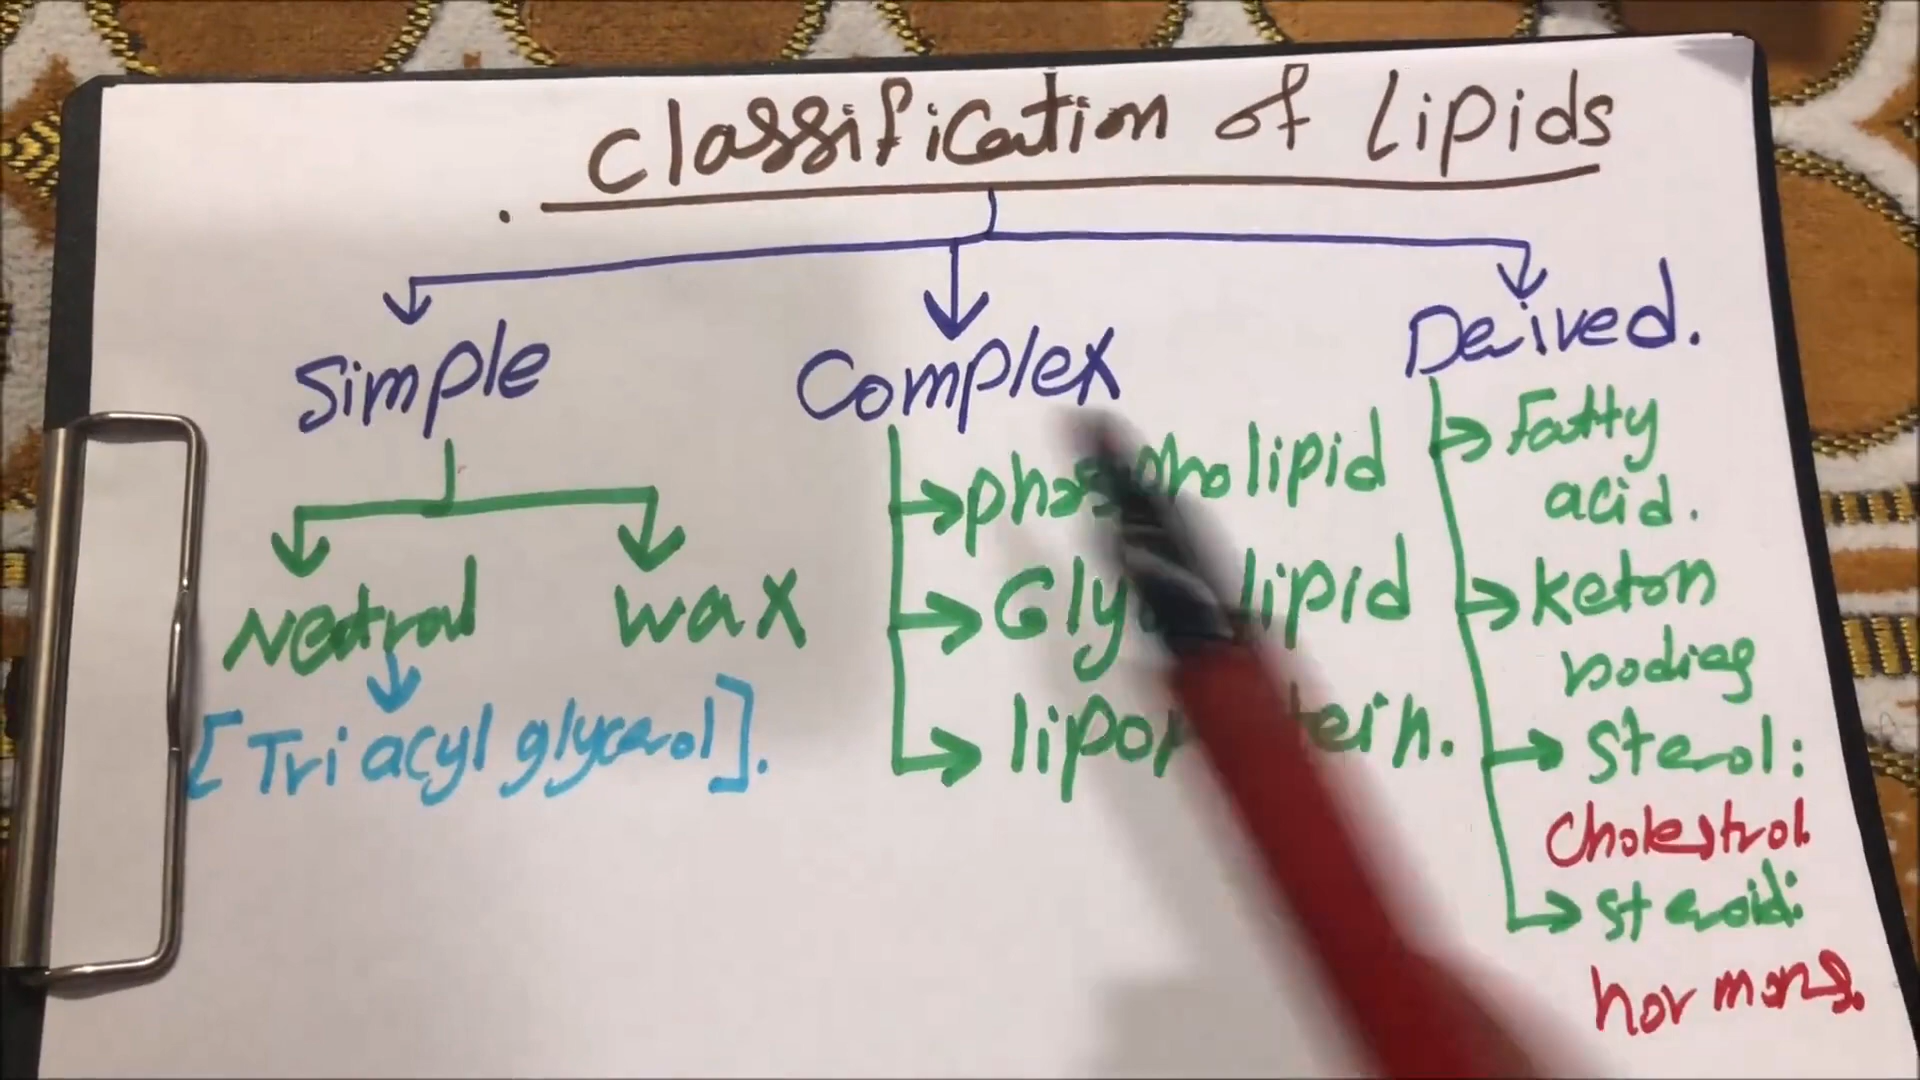 Classification of Lipids
Simple
Complex
Derived.
Neutral
wax
[Triacyl glycerol].
lipid
lipid
Fatty
acid.
Keton
bodies
Sterol:
Cholestrol
steroid:
hormons.